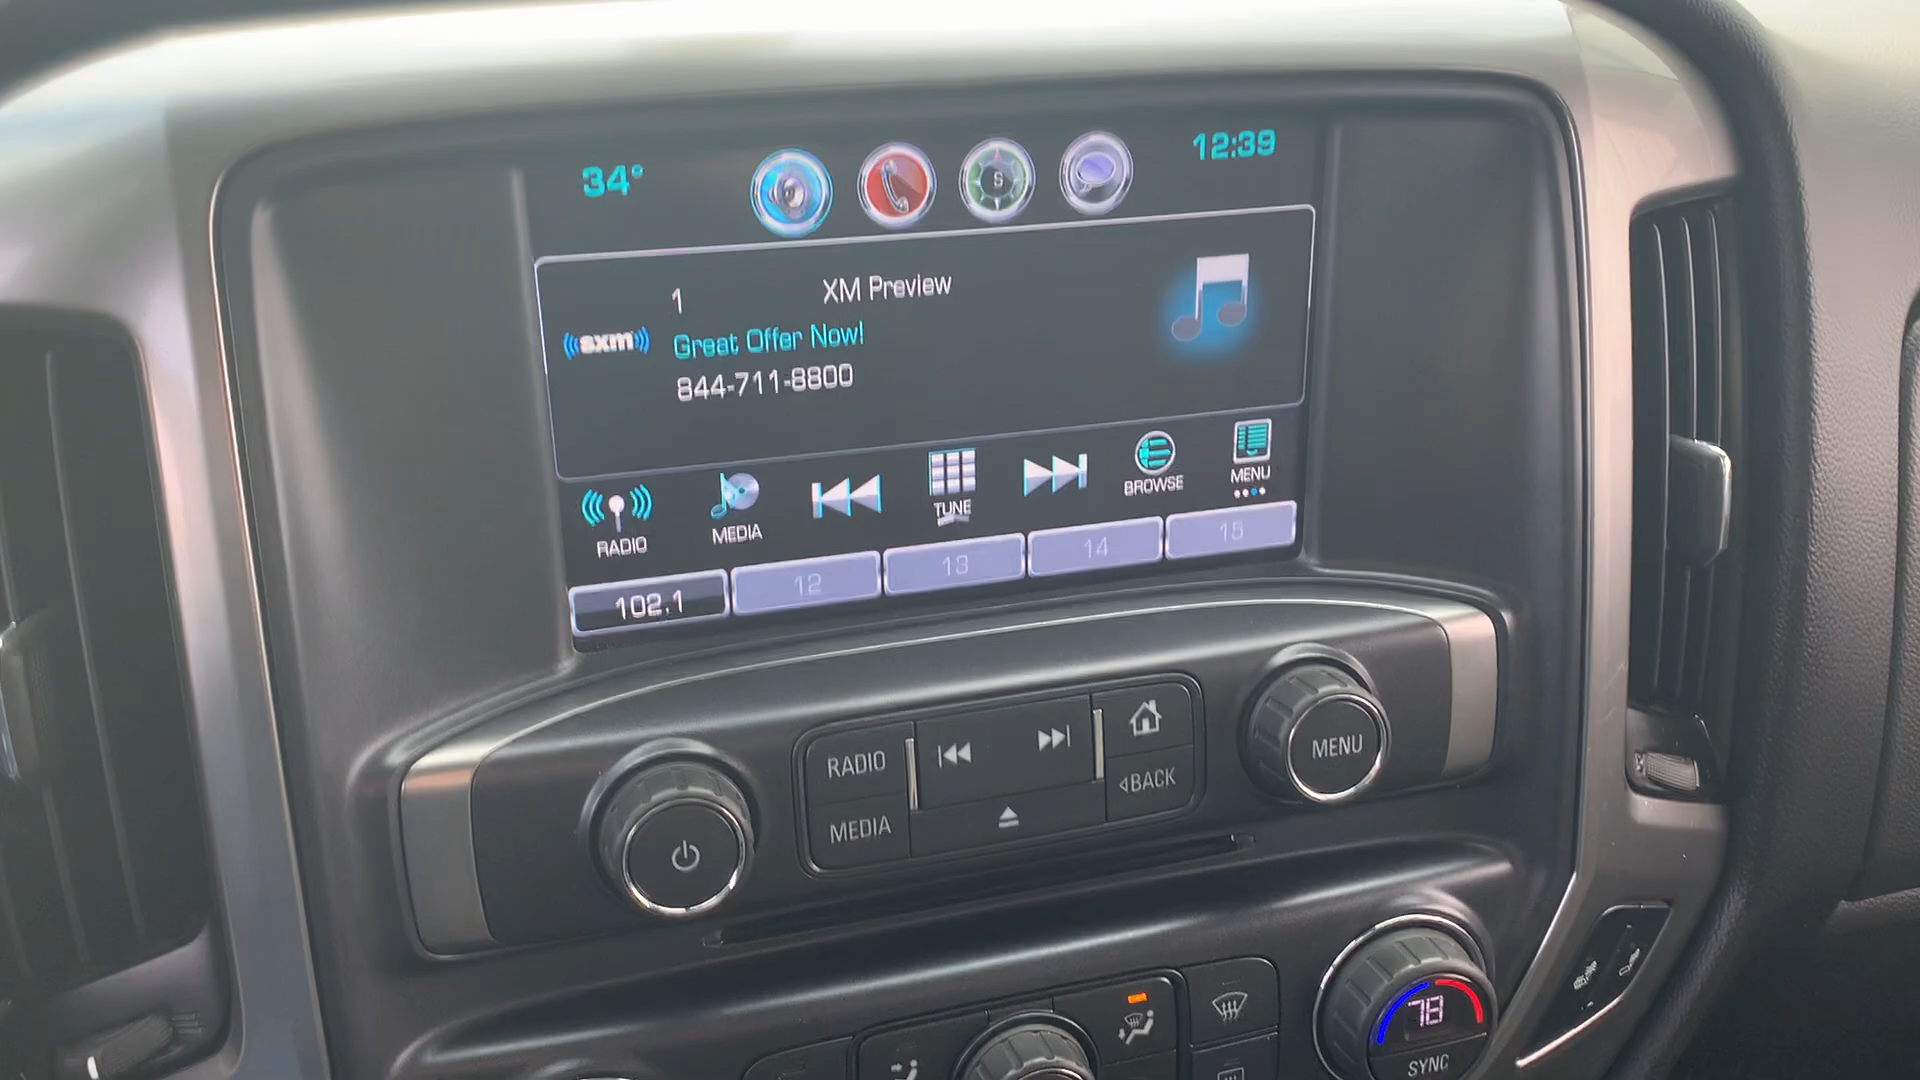 34°
S
12:39
1
XM Preview
sxm
Great Offer Now!
844-711-8800
RADIO
MEDIA
TUNE
BROWSE
MENU
102.1
12
13
14
15
RADIO
MEDIA
BACK
MENU
78
SYNC